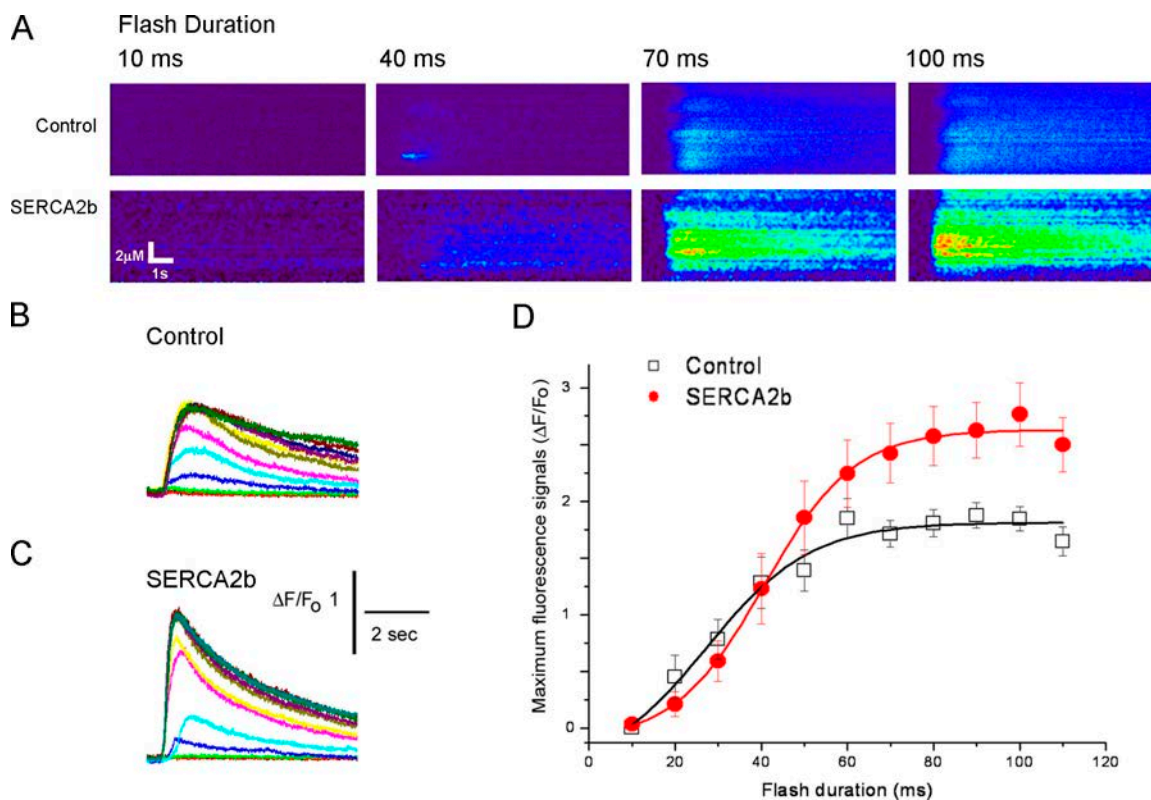 A
Flash Duration
10 ms
40 ms
70 ms
100 ms
Control
SERCA2b
2μM
1s
B
Control
C
SERCA2b
ΔF/Fo 1
2 sec
D
Control
SERCA2b
Maximum fluorescence signals (ΔF/Fo)
3
2
1
0
0
20
40
60
80
100
120
Flash duration (ms)